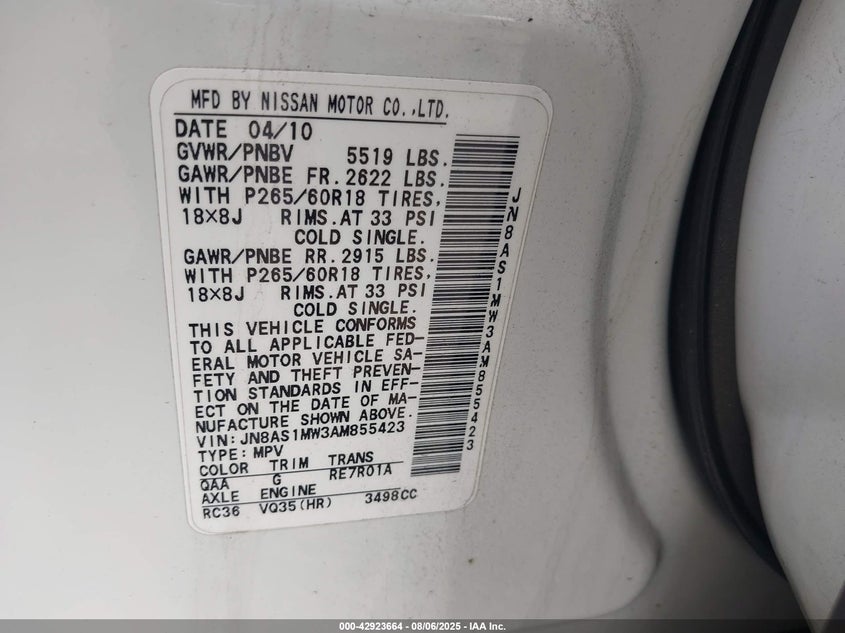 MFD BY NISSAN MOTOR CO.,LTD.
DATE 04/10
GVWR/PNBV 5519 LBS.
GAWR/PNBE FR. 2622 LBS.
WITH P265/60R18 TIRES,
18×8J RIMS.AT 33 PSI
COLD SINGLE.
GAWR/PNBE RR. 2915 LBS.
WITH P265/60R18 TIRES,
18×8J RIMS.AT 33 PSI
COLD SINGLE.
THIS VEHICLE CONFORMS
TO ALL APPLICABLE FED-
ERAL MOTOR VEHICLE SA-
FETY AND THEFT PREVEN-
TION STANDARDS IN EFF-
ECT ON THE DATE OF MA-
NUFACTURE SHOWN ABOVE.
VIN: JN8AS1MW3AM855423
TYPE: MPV
COLOR TRIM TRANS
QAA G RE7R01A
AXLE ENGINE
RC36 VQ35(HR) 3498CC
JN8AS1MW3AM855423
000-42923664 - 08/06/2025 - IAA Inc.